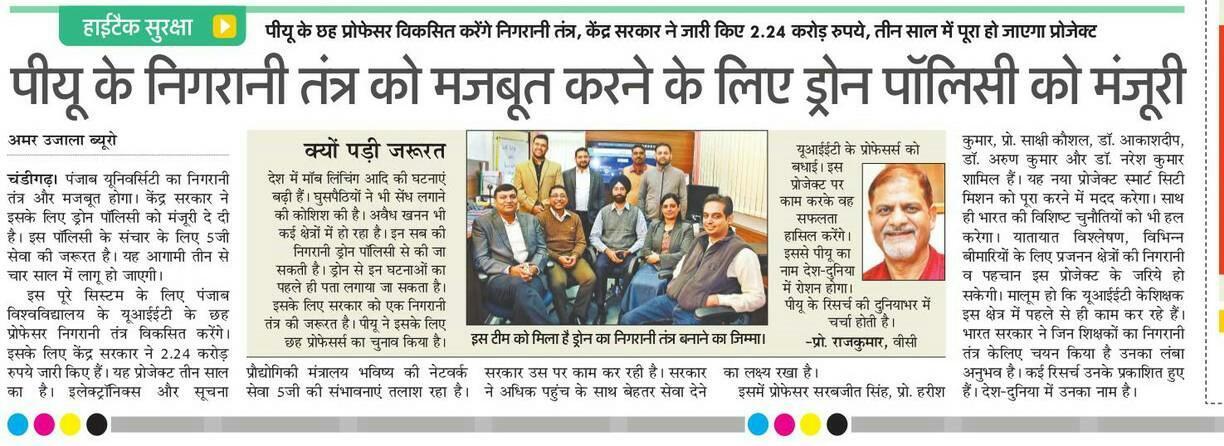 हाईटैक सुरक्षा
पीयू के छह प्रोफेसर विकसित करेंगे निगरानी तंत्र, केंद्र सरकार ने जारी किए 2.24 करोड़ रुपये, तीन साल में पूरा हो जाएगा प्रोजेक्ट
पीयू के निगरानी तंत्र को मजबूत करने के लिए ड्रोन पॉलिसी को मंजूरी
अमर उजाला ब्यूरो
चंडीगढ़। पंजाब यूनिवर्सिटी का निगरानी
तंत्र और मजबूत होगा। केंद्र सरकार ने
इसके लिए ड्रोन पॉलिसी को मंजूरी दे दी
है। इस पॉलिसी के संचार के लिए 5जी
सेवा की जरूरत है। यह आगामी तीन से
चार साल में लागू हो जाएगी।
इस पूरे सिस्टम के लिए पंजाब
विश्वविद्यालय के यूआईईटी के छह
प्रोफेसर निगरानी तंत्र विकसित करेंगे।
इसके लिए केंद्र सरकार ने 2.24 करोड़
रुपये जारी किए हैं। यह प्रोजेक्ट तीन साल
का है। इलेक्ट्रॉनिक्स और सूचना
क्यों पड़ी जरूरत
देश में मॉब लिंचिंग आदि की घटनाएं
बढ़ी हैं। घुसपैठियों ने भी सेंध लगाने
की कोशिश की है। अवैध खनन भी
कई क्षेत्रों में हो रहा है। इन सब की
निगरानी ड्रोन पॉलिसी से की जा
सकती है। ड्रोन से इन घटनाओं का
पहले ही पता लगाया जा सकता है।
इसके लिए सरकार को एक निगरानी
तंत्र की जरूरत है। पीयू ने इसके लिए
छह प्रोफेसर्स का चुनाव किया है।
इस टीम को मिला है ड्रोन का निगरानी तंत्र बनाने का जिम्मा।
यूआईईटी के प्रोफेसर्स को
बधाई। इस
प्रोजेक्ट पर
काम करके वह
सफलता
हासिल करेंगे।
इससे पीयू का
नाम देश-दुनिया
में रोशन होगा।
पीयू के रिसर्च की दुनियाभर में
चर्चा होती है।
-प्रो. राजकुमार, वीसी
प्रौद्योगिकी मंत्रालय भविष्य की नेटवर्क
सेवा 5जी की संभावनाएं तलाश रहा है।
सरकार उस पर काम कर रही है। सरकार
ने अधिक पहुंच के साथ बेहतर सेवा देने
का लक्ष्य रखा है।
इसमें प्रोफेसर सरबजीत सिंह, प्रो. हरीश
कुमार, प्रो. साक्षी कौशल, डॉ. आकाशदीप,
डॉ. अरुण कुमार और डॉ. नरेश कुमार
शामिल हैं। यह नया प्रोजेक्ट स्मार्ट सिटी
मिशन को पूरा करने में मदद करेगा। साथ
ही भारत की विशिष्ट चुनौतियों को भी हल
करेगा। यातायात विश्लेषण, विभिन्न
बीमारियों के लिए प्रजनन क्षेत्रों की निगरानी
व पहचान इस प्रोजेक्ट के जरिये हो
सकेगी। मालूम हो कि यूआईईटी केशिक्षक
इस क्षेत्र में पहले से ही काम कर रहे हैं।
भारत सरकार ने जिन शिक्षकों का निगरानी
तंत्र केलिए चयन किया है उनका लंबा
अनुभव है। कई रिसर्च उनके प्रकाशित हुए
हैं। देश-दुनिया में उनका नाम है।